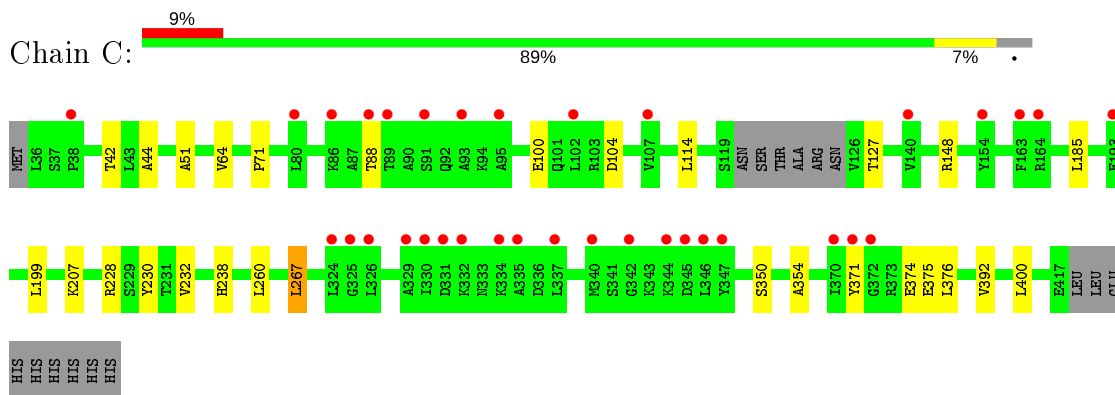 9%
Chain C:
89% 7% •
MET L36 S37 P38 T42 L43 A44 A51 V64 P71 L80 K86 A87 T88 T89 A90 S91 Q92 A93 K94 A95 E100 Q101 L102 R103 D104 V107 L114 S119 ASN SER THR ALA ARG ASN V126 T127 V140 R148 Y154 F163 R164 L185
L199 K207 R228 S229 Y230 T231 V232 H238 L260 L267 L324 G325 L326 A329 I330 D331 K332 N333 K334 A335 D336 L337 M340 S341 G342 K343 K344 D345 L346 Y347 S350 A354 I370 Y371 G372 R373 E374 E375 L376 V392 L400 E417 LEU LEU
HIS HIS HIS HIS HIS HIS